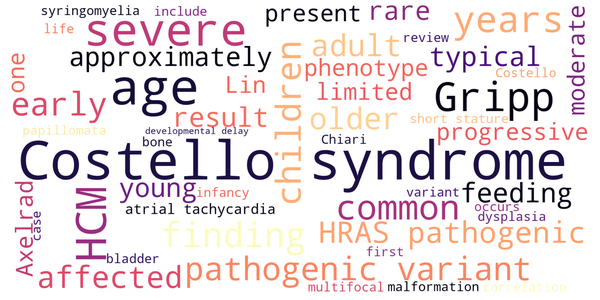 syringomyelia include present rare years
life severe review
one approximately adult typical moderate
Costello
age phenotype
early Lin limited Gripp
result older short stature
papillomata developmental delay children progressive
bone Chiari
Costello syndrome
HCM young infancy variant feeding
Axelrad atrial tachycardia common occurs
case dysplasia
finding HRAS pathogenic
bladder first
affected pathogenic variant
multifocal malformation correlation